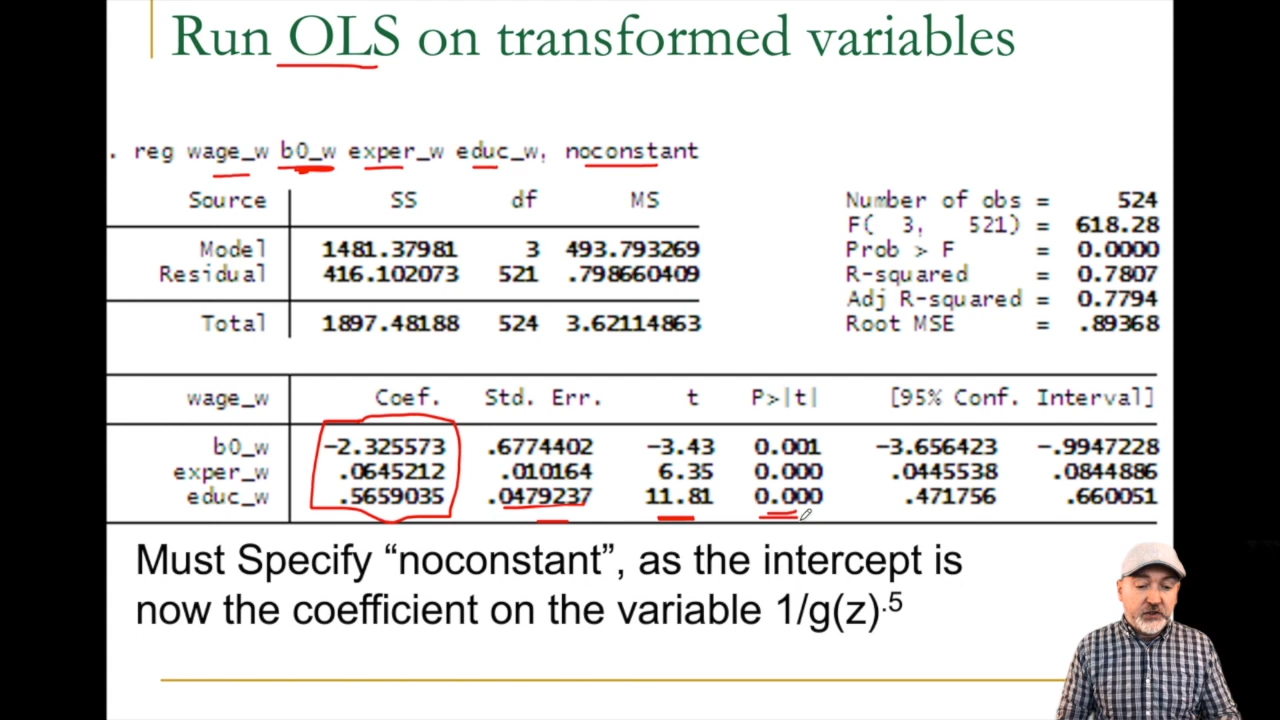 Run OLS on transformed variables
. reg wage_w b0_w exper_w educ_w, noconstant
Source SS df MS
Number of obs = 524
F( 3, 521) = 618.28
Model 1481.37981 3 493.793269
Prob > F = 0.0000
Residual 416.102073 521 .798660409
R-squared = 0.7807
Adj R-squared = 0.7794
Total 1897.48188 524 3.62114863
Root MSE = .89368
wage_w Coef. Std. Err. t P>|t| [95% Conf. Interval]
b0_w -2.325573 .6774402 -3.43 0.001 -3.656423 -.9947228
exper_w .0645212 .010164 6.35 0.000 .0445538 .0844886
educ_w .5659035 .0479237 11.81 0.000 .471756 .660051
Must Specify “noconstant”, as the intercept is
now the coefficient on the variable 1/g(z).5